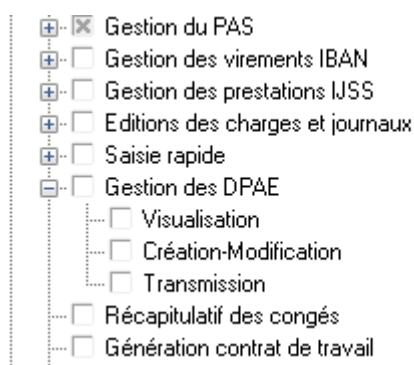 Gestion du PAS
Gestion des virements IBAN
Gestion des prestations IJSS
Editions des charges et journaux
Saisie rapide
Gestion des DPAE
Visualisation
Création-Modification
Transmission
Récapitulatif des congés
Génération contrat de travail